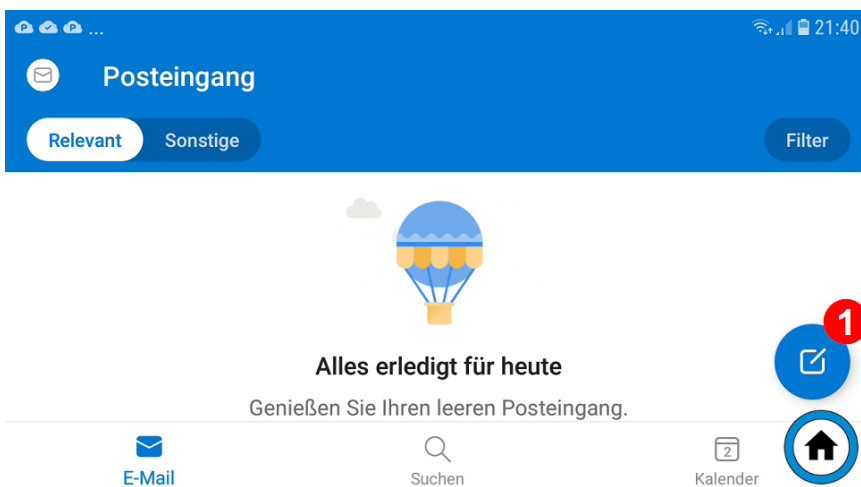 P P ... 21:40
Posteingang
Relevant Sonstige Filter
1
Alles erledigt für heute
Genießen Sie Ihren leeren Posteingang.
2
E-Mail Suchen Kalender